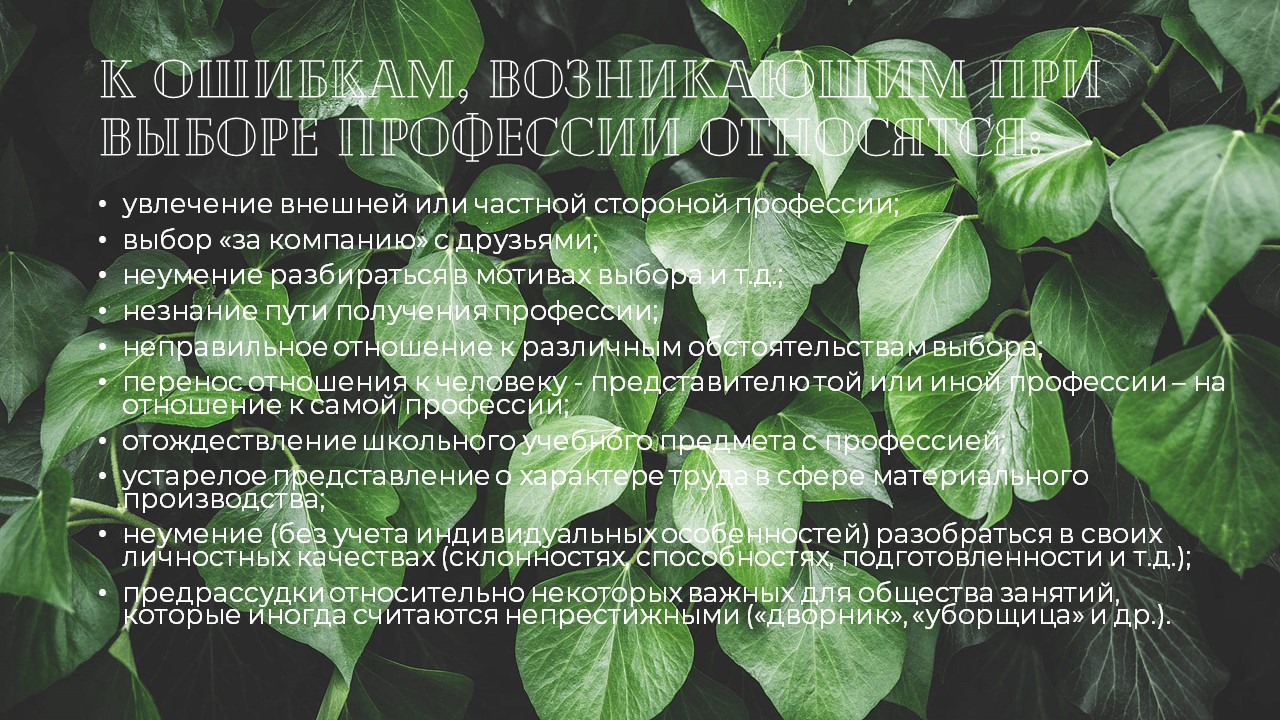 К ОШИБКАМ, ВОЗНИКАЮЩИМ ПРИ
ВЫБОРЕ ПРОФЕССИИ ОТНОСЯТСЯ:
• увлечение внешней или частной стороной профессии;
• выбор «за компанию» с друзьями;
• неумение разбираться в мотивах выбора и т.д.;
• незнание пути получения профессии;
• неправильное отношение к различным обстоятельствам выбора;
• перенос отношения к человеку - представителю той или иной профессии – на
отношение к самой профессии;
• отождествление школьного учебного предмета с профессией;
• устарелое представление о характере труда в сфере материального
производства;
• неумение (без учета индивидуальных особенностей) разобраться в своих
личностных качествах (склонностях, способностях, подготовленности и т.д.);
• предрассудки относительно некоторых важных для общества занятий,
которые иногда считаются непрестижными («дворник», «уборщица» и др.).